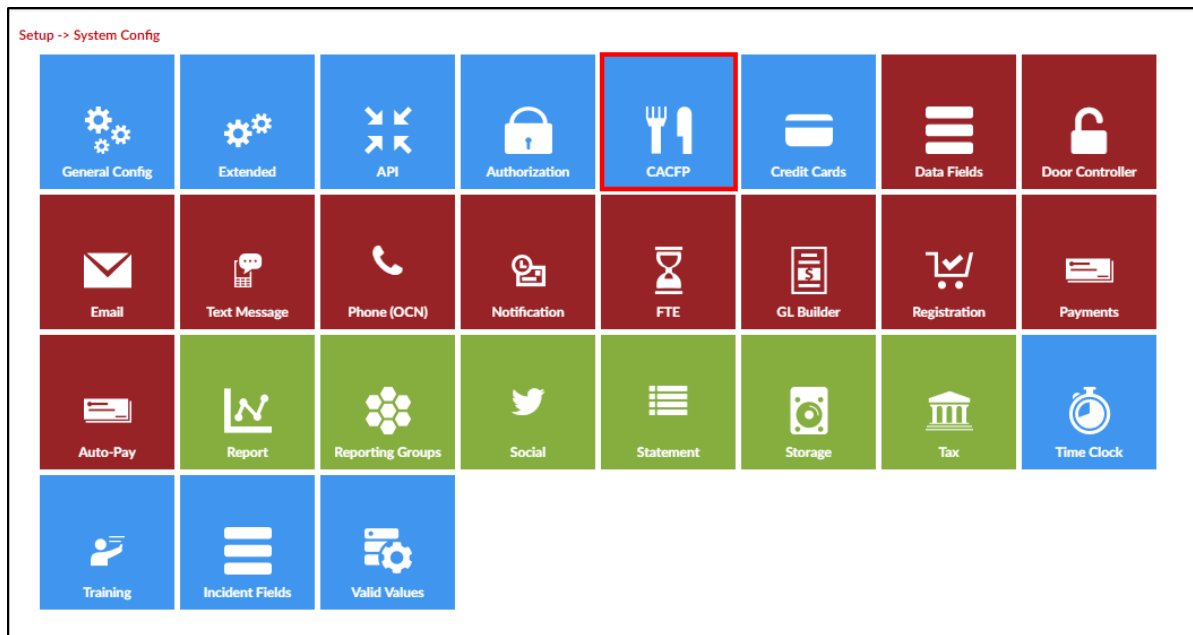 Setup -> System Config
General Config
Extended
API
Authorization
CACFP
Credit Cards
Data Fields
Door Controller
Email
Text Message
Phone (OCN)
Notification
FTE
GL Builder
Registration
Payments
Auto-Pay
Report
Reporting Groups
Social
Statement
Storage
Tax
Time Clock
Training
Incident Fields
Valid Values